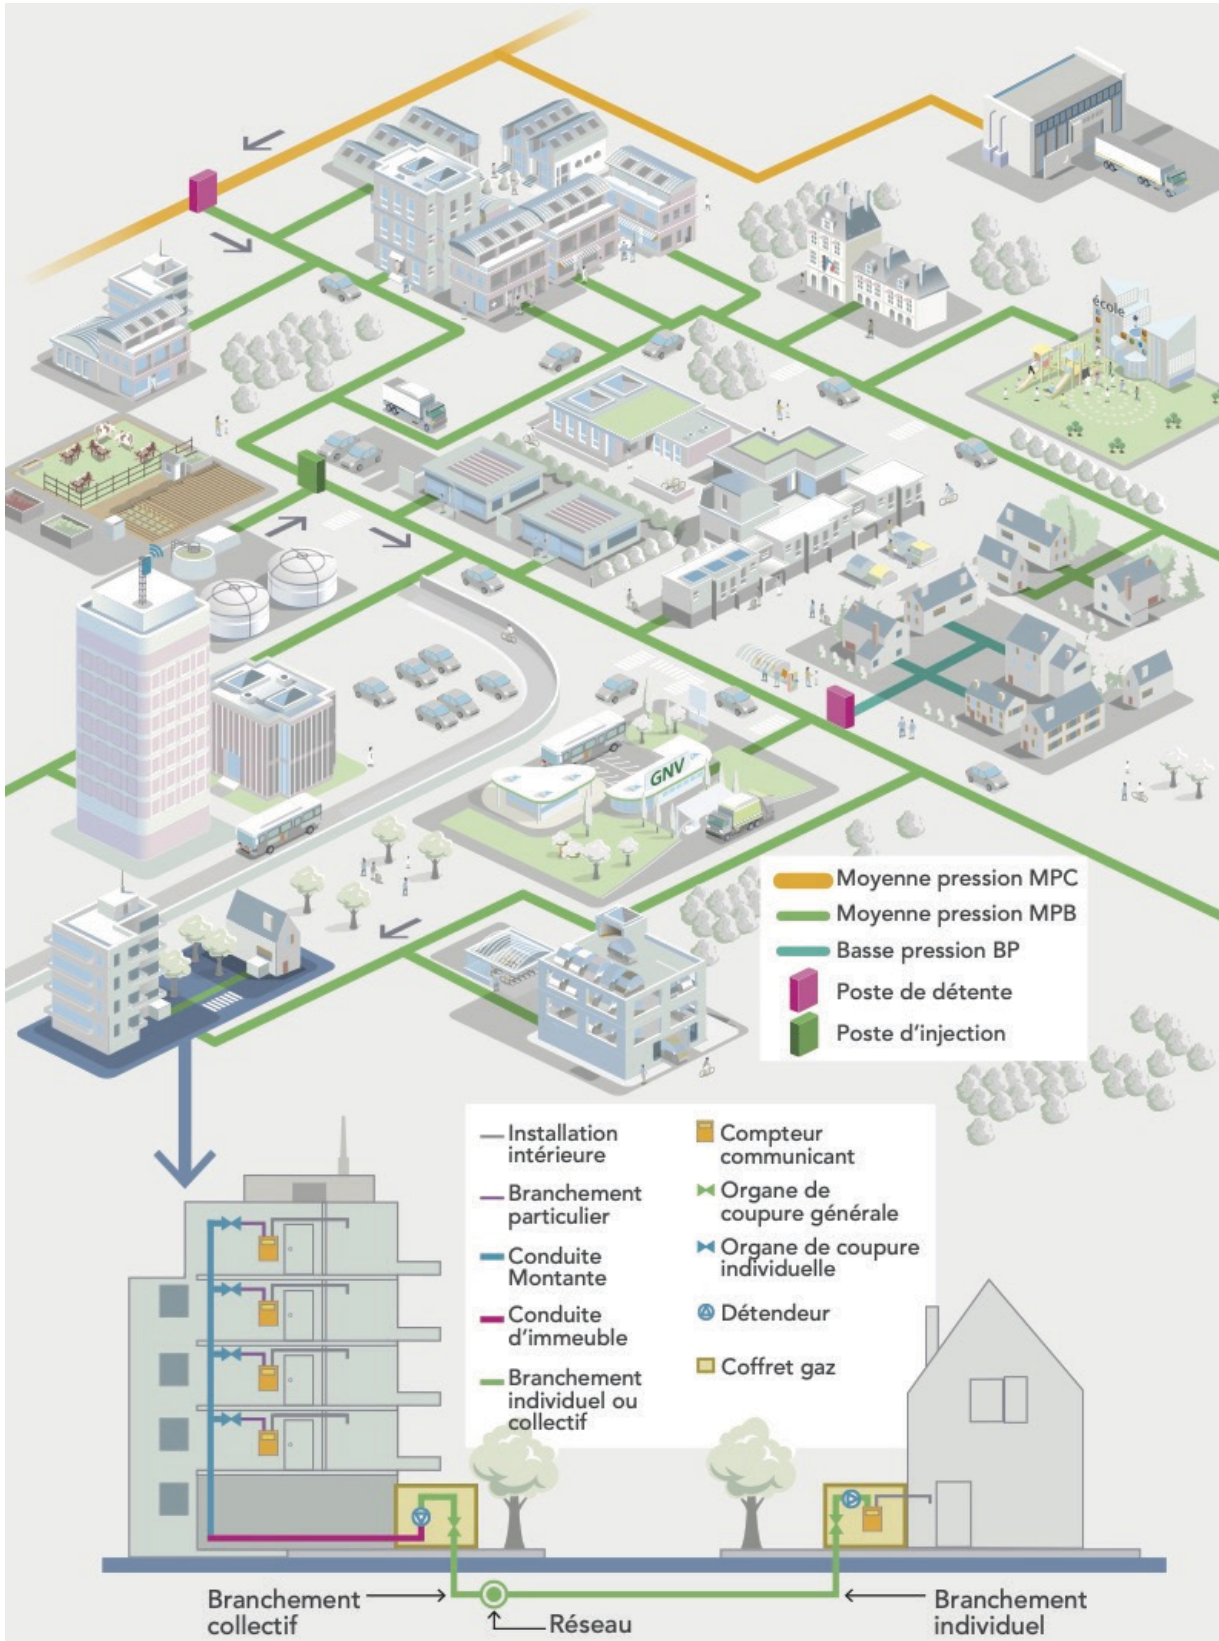 école
GNV
Moyenne pression MPC
Moyenne pression MPB
Basse pression BP
Poste de détente
Poste d'injection
Installation
intérieure
Branchement
particulier
Conduite
Montante
Conduite
d'immeuble
Branchement
individuel ou
collectif
Compteur
communicant
Organe de
coupure générale
Organe de coupure
individuelle
Détendeur
Coffret gaz
Branchement
collectif
Réseau
Branchement
individuel